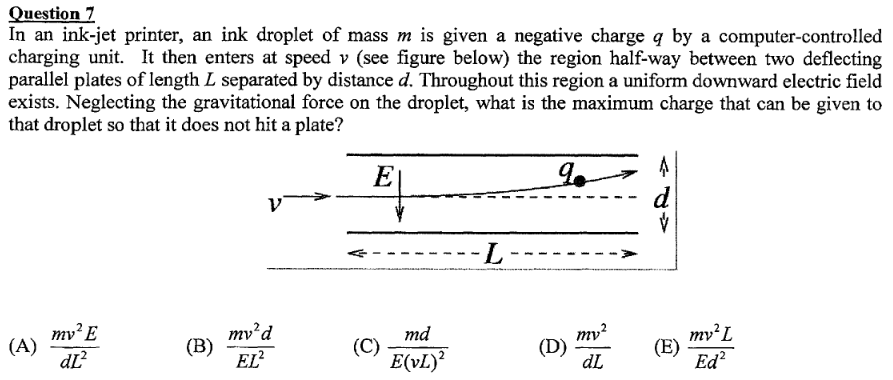 Question 7
In an ink-jet printer, an ink droplet of mass m is given a negative charge q by a computer-controlled
charging unit. It then enters at speed v (see figure below) the region half-way between two deflecting
parallel plates of length L separated by distance d. Throughout this region a uniform downward electric field
exists. Neglecting the gravitational force on the droplet, what is the maximum charge that can be given to
that droplet so that it does not hit a plate?
E q
v d
L
(A) mv²E / dL² (B) mv²d / EL² (C) md / E(vL)² (D) mv² / dL (E) mv²L / Ed²